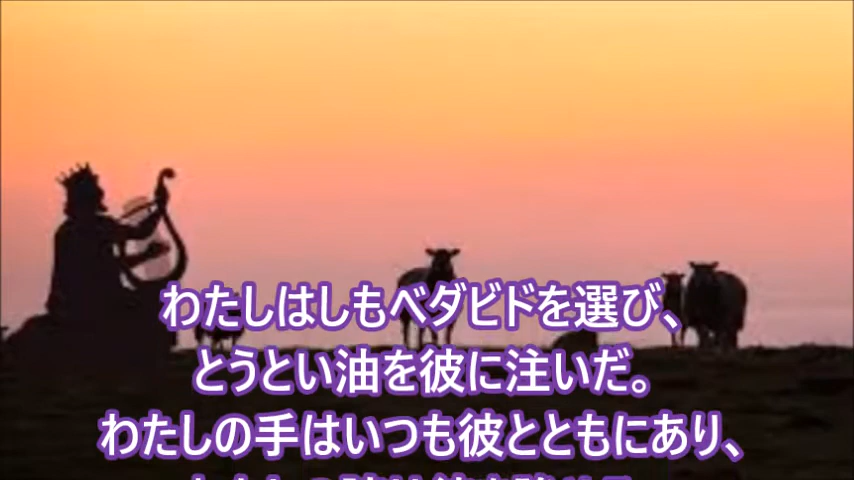 わたしはしもべダビドを選び、
とうとい油を彼に注いだ。
わたしの手はいつも彼とともにあり、